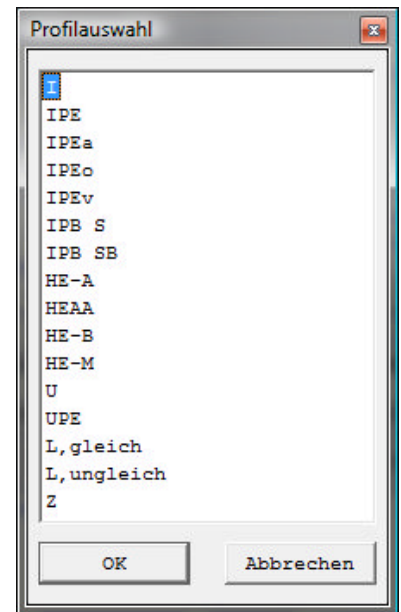 Profilauswahl
I
IPE
IPEa
IPEo
IPEv
IPB S
IPB SB
HE-A
HEAA
HE-B
HE-M
U
UPE
L,gleich
L,ungleich
Z
OK Abbrechen